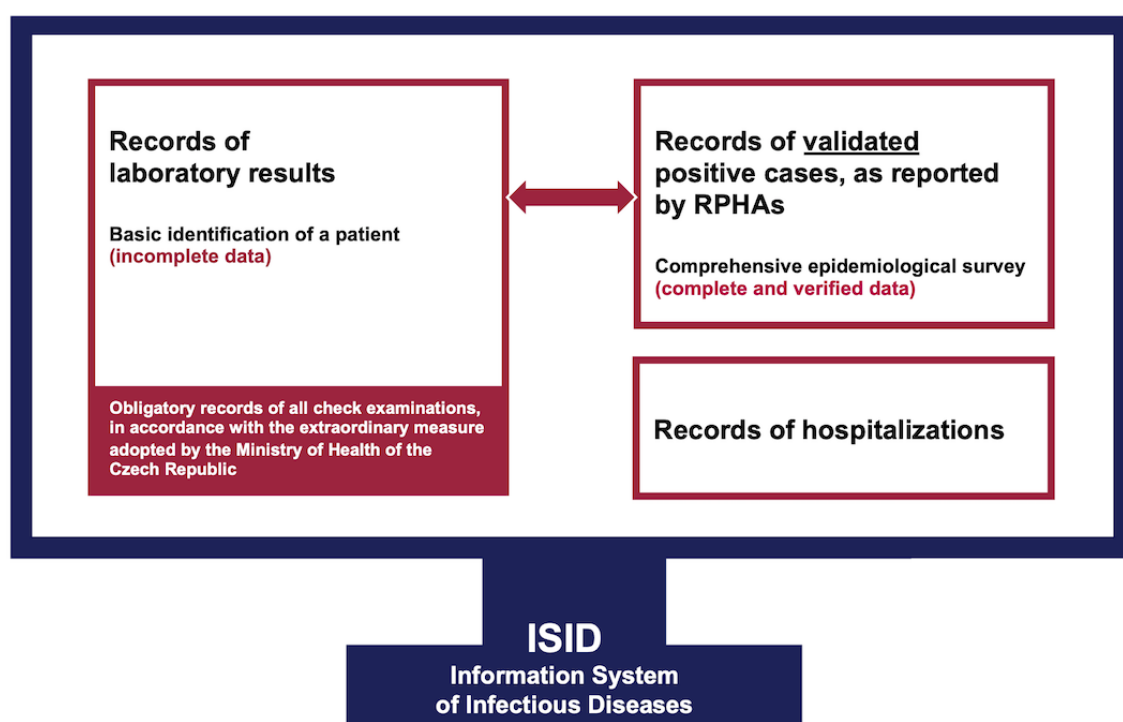 Records of
laboratory results
Basic identification of a patient
(incomplete data)
Obligatory records of all check examinations,
in accordance with the extraordinary measure
adopted by the Ministry of Health of the
Czech Republic
Records of validated
positive cases, as reported
by RPHAs
Comprehensive epidemiological survey
(complete and verified data)
Records of hospitalizations
ISID
Information System
of Infectious Diseases